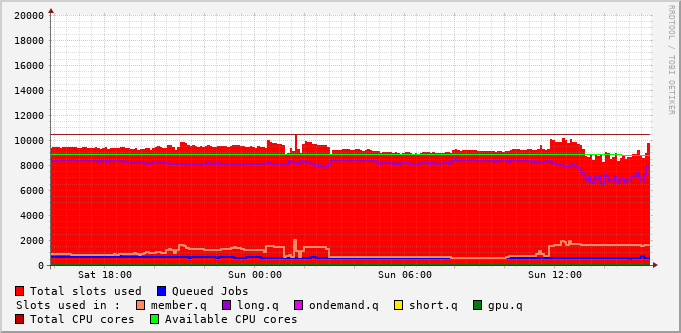 RRDTOOL / TOBI OETIKER
20000
18000
16000
14000
12000
10000
8000
6000
4000
2000
0
Sat 18:00 Sun 00:00 Sun 06:00 Sun 12:00
Total slots used Queued Jobs
Slots used in : member.q long.q ondemand.q short.q gpu.q
Total CPU cores Available CPU cores